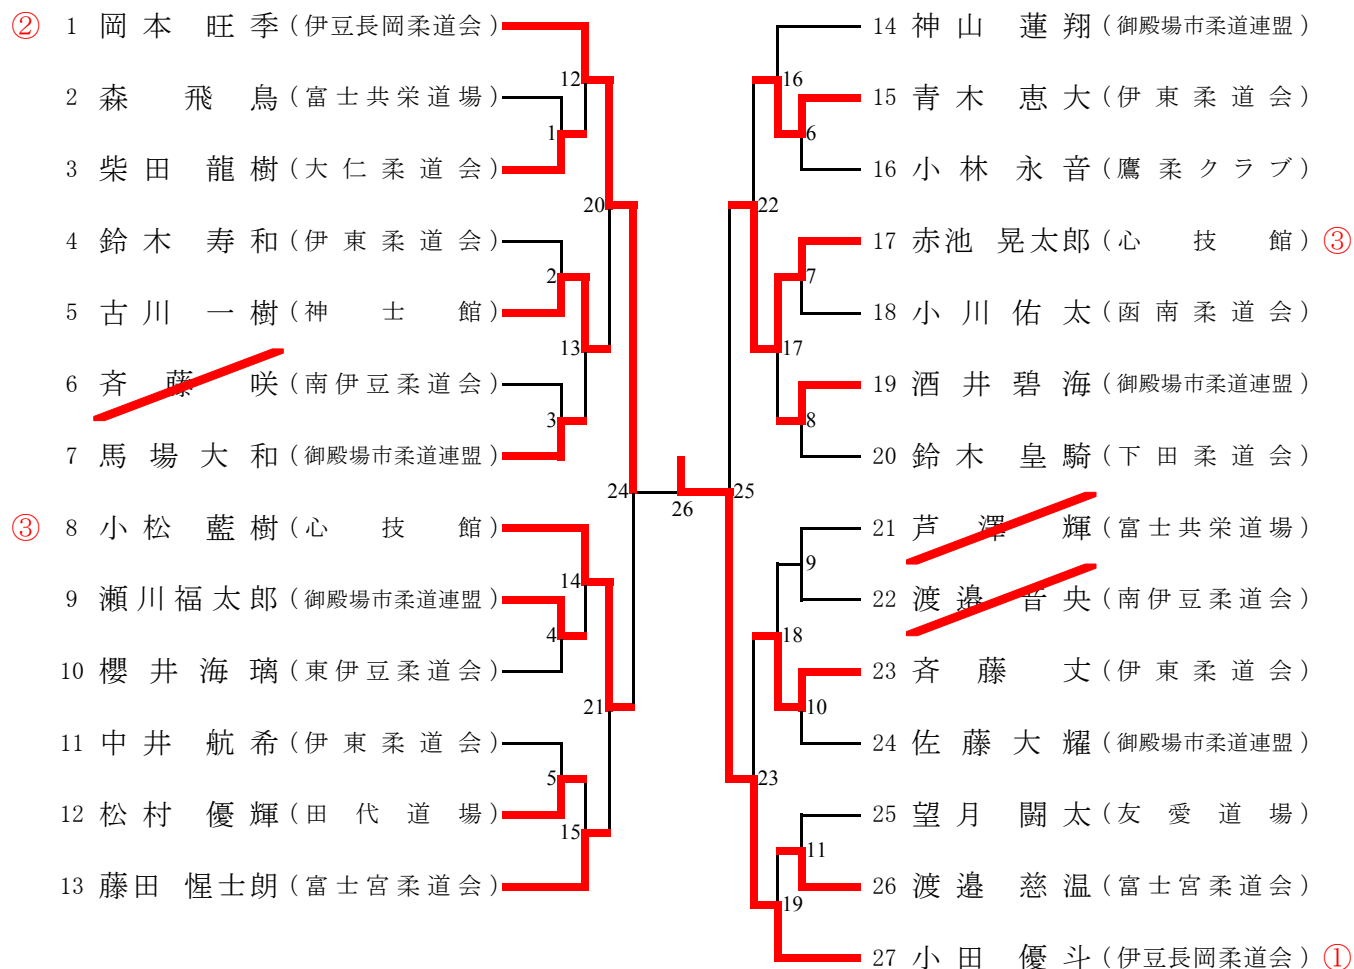 ② 1 岡本 旺季 (伊豆長岡柔道会)
2 森 飛鳥 (富士共栄道場)
3 柴田 龍樹 (大仁柔道会)
4 鈴木 寿和 (伊東柔道会)
5 古川 一樹 (神士館)
6 斉藤 咲 (南伊豆柔道会)
7 馬場大和 (御殿場市柔道連盟)
③ 8 小松 藍樹 (心技館)
9 瀬川福太郎 (御殿場市柔道連盟)
10 櫻井海璃 (東伊豆柔道会)
11 中井 航希 (伊東柔道会)
12 松村 優輝 (田代道場)
13 藤田 惺士朗 (富士宮柔道会)
12
1
20
2
13
3
24
14
4
21
5
15
26
16
6
22
7
17
8
25
9
18
10
23
11
19
14 神山 蓮翔 (御殿場市柔道連盟)
15 青木 恵大 (伊東柔道会)
16 小林 永音 (鷹柔クラブ)
17 赤池 晃太郎 (心技館) ③
18 小川佑太 (函南柔道会)
19 酒井碧海 (御殿場市柔道連盟)
20 鈴木 皇騎 (下田柔道会)
21 芦澤 輝 (富士共栄道場)
22 渡邉 音央 (南伊豆柔道会)
23 斉藤 丈 (伊東柔道会)
24 佐藤大耀 (御殿場市柔道連盟)
25 望月 闘太 (友愛道場)
26 渡邉 慈温 (富士宮柔道会)
27 小田 優斗 (伊豆長岡柔道会) ①